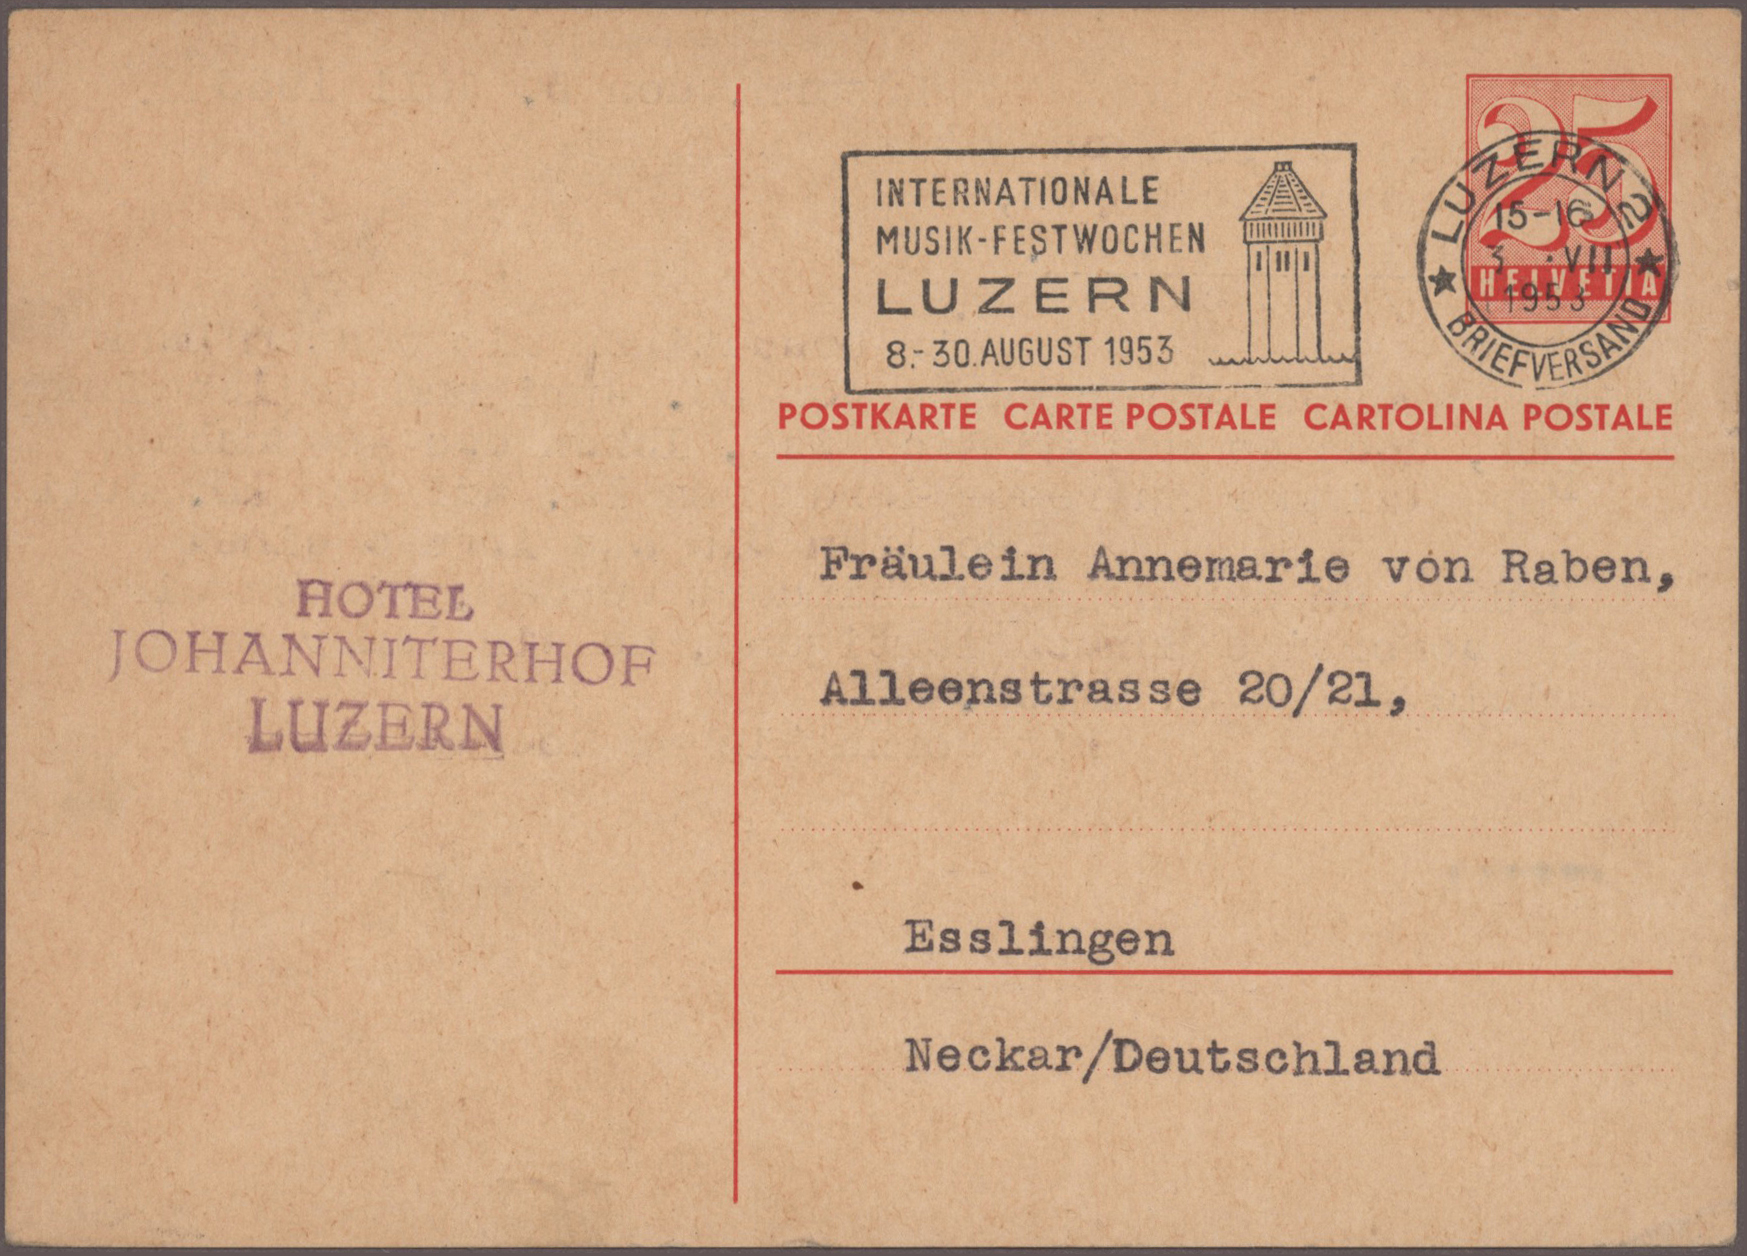 INTERNATIONALE
MUSIK-FESTWOCHEN
LUZERN
8.-30. AUGUST 1953
25
HELVETIA
LUZERN 2
15-16
3. VII
1953
BRIEFVERSAND
POSTKARTE CARTE POSTALE CARTOLINA POSTALE
HOTEL
JOHANNITERHOF
LUZERN
Fräulein Annemarie von Raben,
Alleenstrasse 20/21,
Esslingen
Neckar/Deutschland